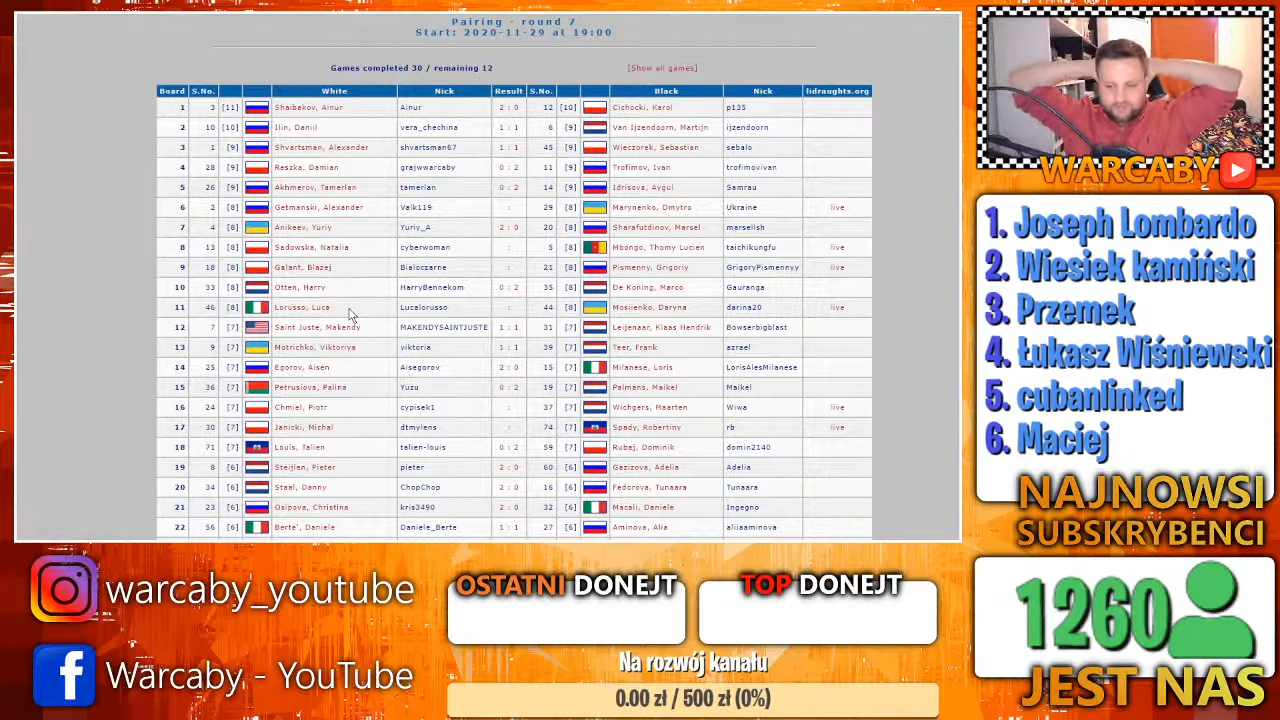 Pairing - round 7
Start: 2020-11-29 at 19:00
Games completed 30 / remaining 12 [Show all games]
Board S.No. White Nick Result S.No. Black Nick lidraughts.org
1 3 [11] Shaibakov, Ainur Ainur 2 : 0 12 [10] Cichocki, Karol p135
2 10 [10] Ilin, Daniil vera_chechina 1 : 1 6 [9] Van Ijzendoorn, Martijn ijzendoorn
3 1 [9] Shvartsman, Alexander shvartsman67 1 : 1 45 [9] Wieczorek, Sebastian sebalo
4 28 [9] Reszka, Damian grajwwarcaby 0 : 2 11 [9] Trofimov, Ivan trofimovivan
5 26 [9] Akhmerov, Tamerlan tamerlan 0 : 2 14 [9] Idrisova, Aygul Samrau
6 2 [8] Getmanski, Alexander Valk119 : 29 [8] Marynenko, Dmytro Ukraine live
7 4 [8] Anikeev, Yuriy Yuriy_A 2 : 0 20 [8] Sharafutdinov, Marsel marsellsh
8 13 [8] Sadowska, Natalia cyberwoman : 5 [8] Mbongo, Thomy Lucien taichikungfu live
9 18 [8] Galant, Blazej Bialoczarne : 21 [8] Pismenny, Grigoriy GrigoryPismennyy live
10 33 [8] Otten, Harry HarryBennekom 0 : 2 35 [8] De Koning, Marco Gauranga
11 46 [8] Lorusso, Luca Lucalorusso : 44 [8] Mosiienko, Daryna darina20 live
12 7 [7] Saint Juste, Makendy MAKENDYSAINTJUSTE 1 : 1 31 [7] Leijenaar, Klaas Hendrik Bowserbigblast
13 9 [7] Motrichko, Viktoriya viktoria 1 : 1 39 [7] Teer, Frank azrael
14 25 [7] Egorov, Aisen Aisegorov 2 : 0 15 [7] Milanese, Loris LorisAlesMilanese
15 36 [7] Petrusiova, Palina Yuzu 0 : 2 19 [7] Palmans, Maikel Maikel
16 24 [7] Chmiel, Piotr cypisek1 : 37 [7] Wichgers, Maarten Wiwa live
17 30 [7] Janicki, Michal dtmylens : 74 [7] Spady, Robertiny rb live
18 71 [7] Louis, Talien talien-louis 0 : 2 59 [7] Rubaj, Dominik domin2140
19 8 [6] Steijlen, Pieter pieter 2 : 0 60 [6] Gazizova, Adelia Adelia
20 34 [6] Staal, Danny ChopChop 2 : 0 16 [6] Fedorova, Tunaara Tunaara
21 23 [6] Osipova, Christina kris3490 2 : 0 32 [6] Macali, Daniele Ingegno
22 56 [6] Berte', Daniele Daniele_Berte 1 : 1 27 [6] Aminova, Alia aliiaaminova
WARCABY
1. Joseph Lombardo
2. Wiesiek kamiński
3. Przemek
4. Łukasz Wiśniewski
5. cubanlinked
6. Maciej
NAJNOWSI
SUBSKRYBENCI
1260
JEST NAS
warcaby_youtube
Warcaby - YouTube
OSTATNI DONEJT
TOP DONEJT
Na rozwój kanału
0.00 zł / 500 zł (0%)